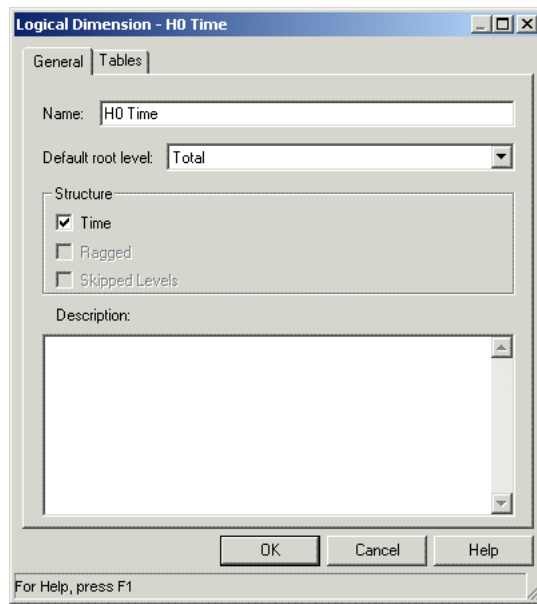 Logical Dimension - H0 Time
General Tables
Name: H0 Time
Default root level: Total
Structure
Time
Ragged
Skipped Levels
Description:
OK Cancel Help
For Help, press F1